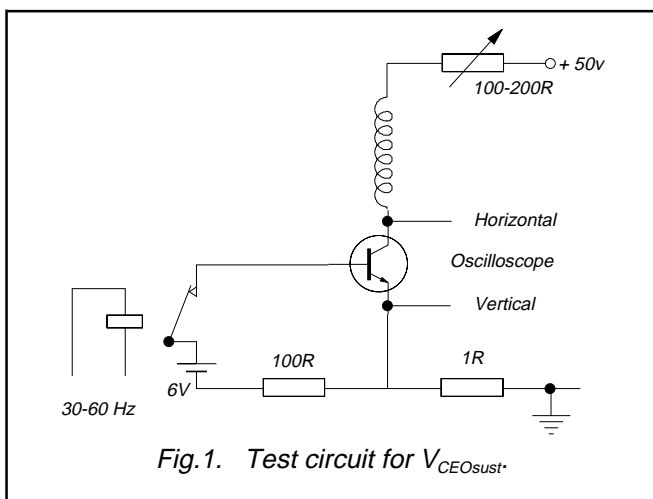 + 50v
100-200R
Horizontal
Oscilloscope
Vertical
100R
1R
6V
30-60 Hz
Fig.1. Test circuit for VCEOsust.